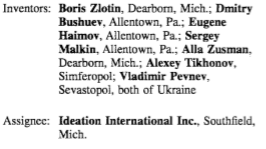 Inventors: Boris Zlotin, Dearborn, Mich.; Dmitry
Bushuev, Allentown, Pa.; Eugene
Haimov, Allentown, Pa.; Sergey
Malkin, Allentown, Pa.; Alla Zusman,
Dearborn, Mich.; Alexey Tikhonov,
Simferopol; Vladimir Pevnev,
Sevastopol, both of Ukraine
Assignee: Ideation International Inc., Southfield,
Mich.